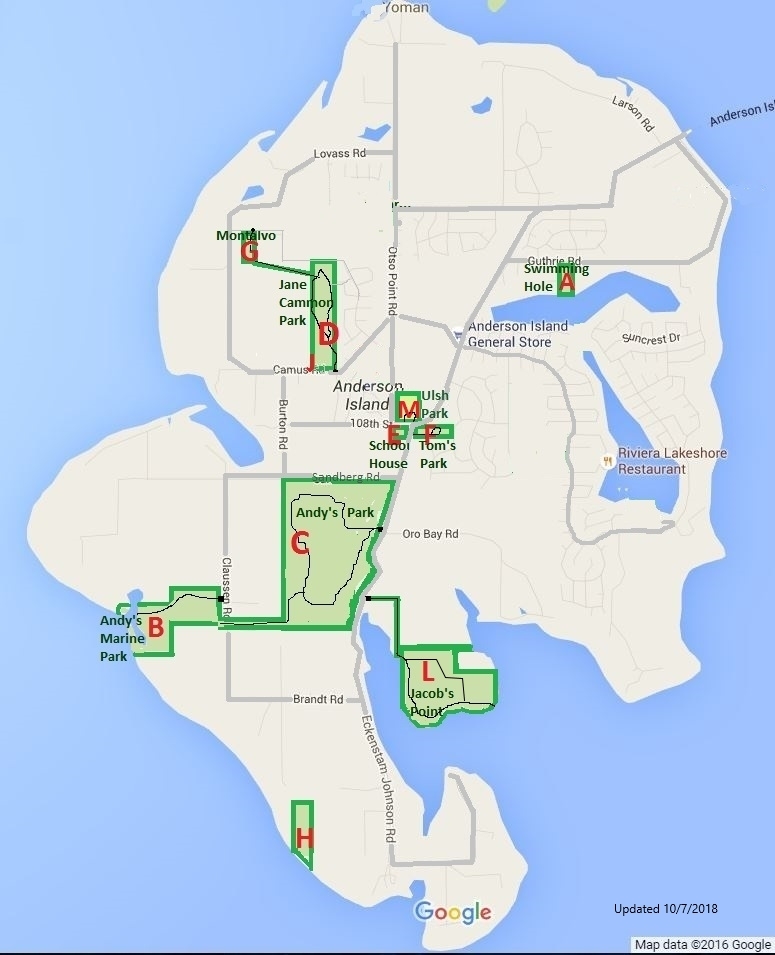 Yoman
Larson Rd
Anderson Isl
Lovass Rd
Montalvo
G
Otso Point Rd
Guthrie Rd
Swimming
Hole
A
Jane
Cammon
Park
D
J
Camus Rd
Anderson Island
General Store
Suncrest Dr
Anderson
Island
M
Ulsh
Park
108th S
E
F
School
House
Tom's
Park
Burton Rd
Riviera Lakeshore
Restaurant
Sandberg Rd
Andy's Park
C
Oro Bay Rd
Claussen Rd
Andy's
Marine
Park
B
L
Jacob's
Point
Brandt Rd
Eckenstam Johnson Rd
H
Google
Updated 10/7/2018
Map data ©2016 Google